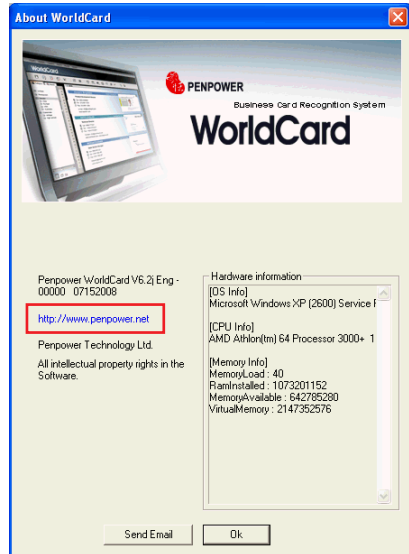 About WorldCard
WorldCard
PENPOWER
Business Card Recognition System
WorldCard
Penpower WorldCard V6.2j Eng -
00000 07152008
http://www.penpower.net
Penpower Technology Ltd.
All intellectual property rights in the
Software.
Hardware information
[OS Info]
Microsoft Windows XP (2600) Service
[CPU Info]
AMD Athlon(tm) 64 Processor 3000+ 1
[Memory Info]
MemoryLoad : 40
RamInstalled : 1073201152
MemoryAvailable : 642785280
VirtualMemory : 2147352576
Send Email
Ok